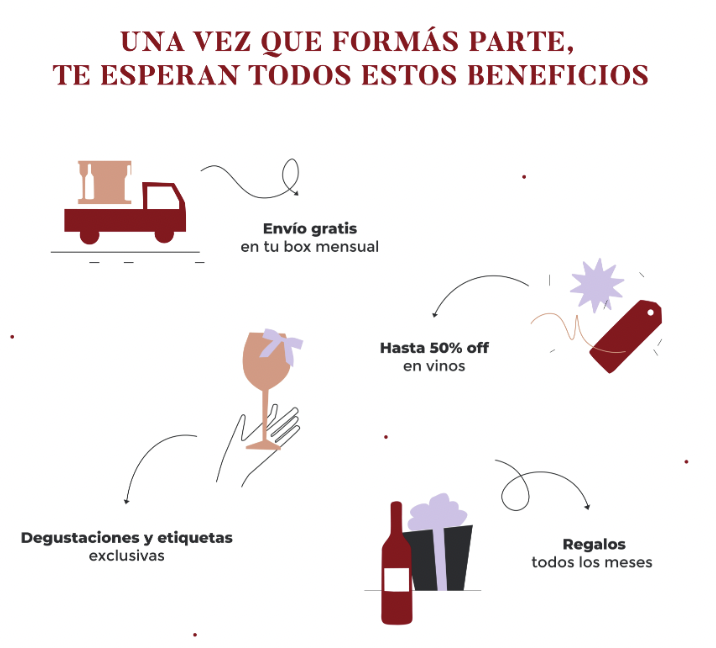 UNA VEZ QUE FORMÁS PARTE,
TE ESPERAN TODOS ESTOS BENEFICIOS
Envío gratis
en tu box mensual
Hasta 50% off
en vinos
Degustaciones y etiquetas
exclusivas
Regalos
todos los meses